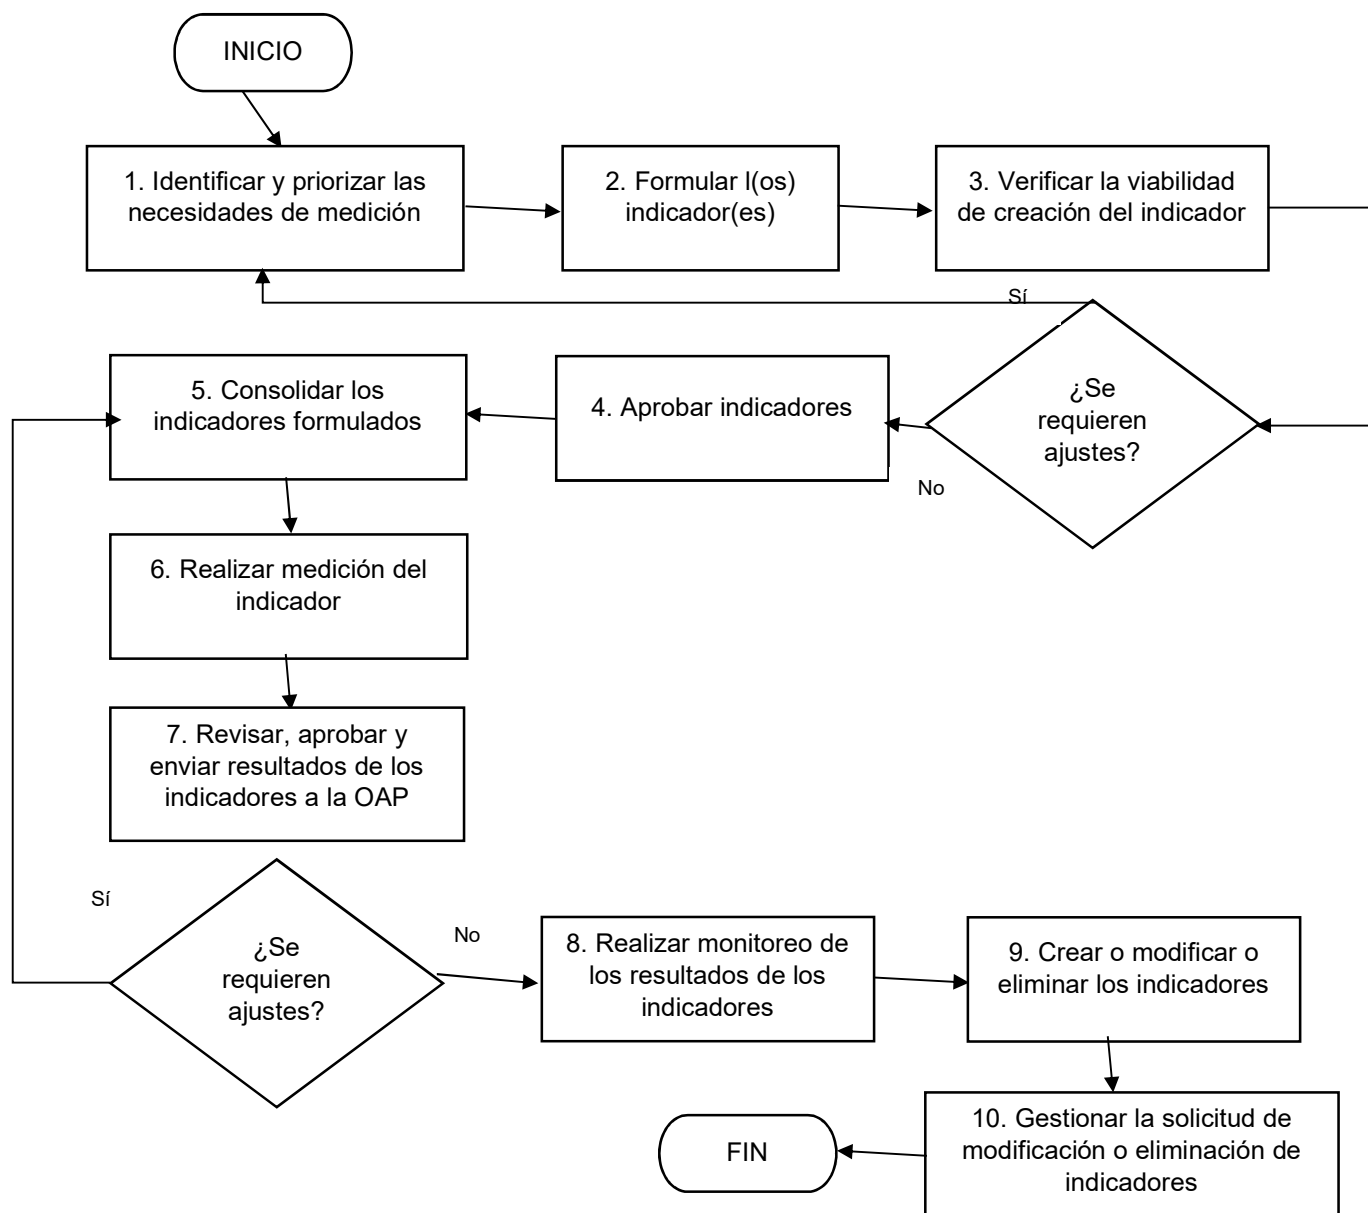 INICIO
1. Identificar y priorizar las
necesidades de medición
2. Formular l(os)
indicador(es)
3. Verificar la viabilidad
de creación del indicador
Sí
¿Se
requieren
ajustes?
No
4. Aprobar indicadores
5. Consolidar los
indicadores formulados
6. Realizar medición del
indicador
7. Revisar, aprobar y
enviar resultados de los
indicadores a la OAP
Sí
¿Se
requieren
ajustes?
No
8. Realizar monitoreo de
los resultados de los
indicadores
9. Crear o modificar o
eliminar los indicadores
10. Gestionar la solicitud de
modificación o eliminación de
indicadores
FIN